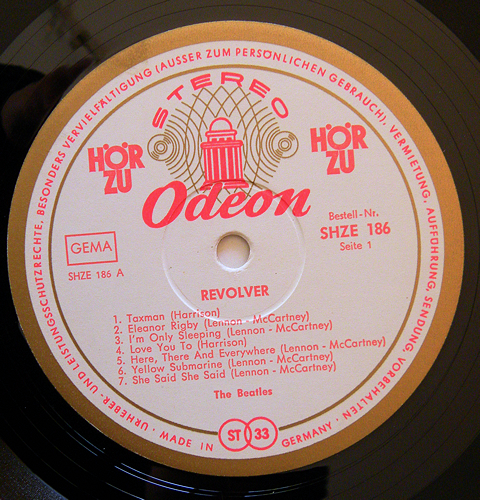 URHEBER- UND LEISTUNGSSCHUTZRECHTE, BESONDERS VERVIELFÄLTIGUNG (AUSSER ZUM PERSÖNLICHEN GEBRAUCH), VERMIETUNG, AUFFÜHRUNG, SENDUNG, VORBEHALTEN ·
STEREO
HÖR
ZU
HÖR
ZU
Odeon
Bestell-Nr.
SHZE 186
Seite 1
GEMA
SHZE 186 A
REVOLVER
1. Taxman (Harrison)
2. Eleanor Rigby (Lennon - McCartney)
3. I'm Only Sleeping (Lennon - McCartney)
4. Love You To (Harrison)
5. Here, There And Everywhere (Lennon - McCartney)
6. Yellow Submarine (Lennon - McCartney)
7. She Said She Said (Lennon - McCartney)
The Beatles
· MADE IN GERMANY ·
ST 33